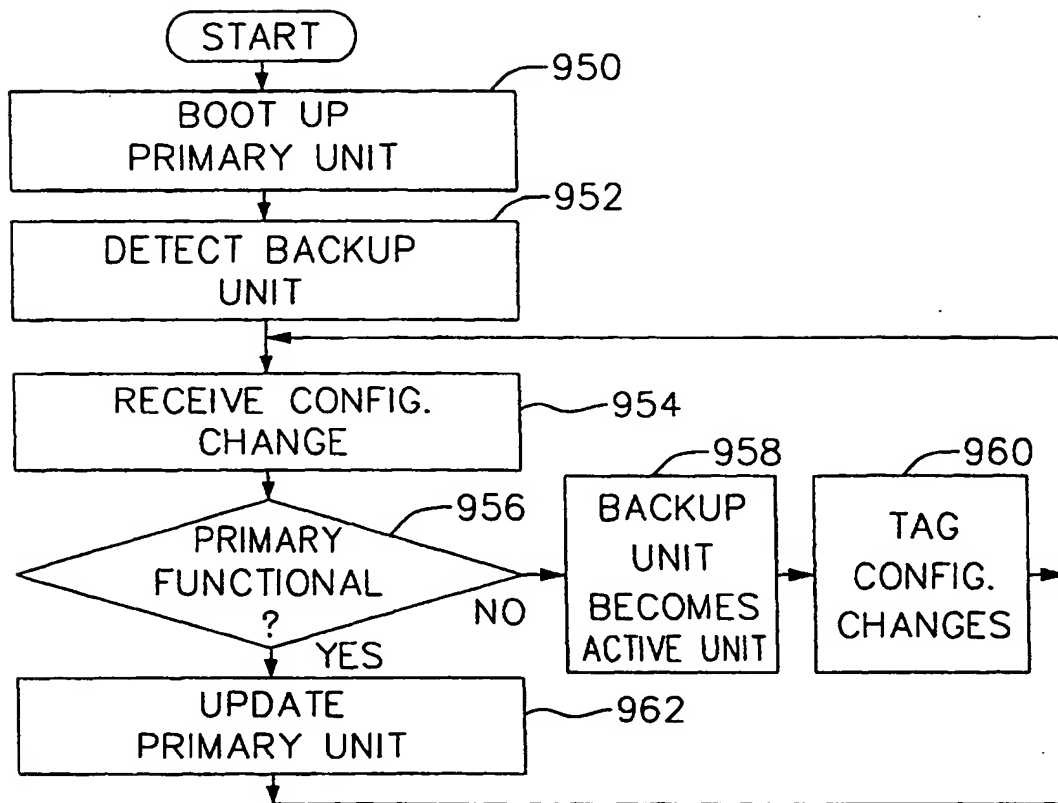 START
950
BOOT UP
PRIMARY UNIT
952
DETECT BACKUP
UNIT
RECEIVE CONFIG.
CHANGE
954
956
PRIMARY
FUNCTIONAL
?
NO
YES
958
BACKUP
UNIT
BECOMES
ACTIVE UNIT
960
TAG
CONFIG.
CHANGES
UPDATE
PRIMARY UNIT
962